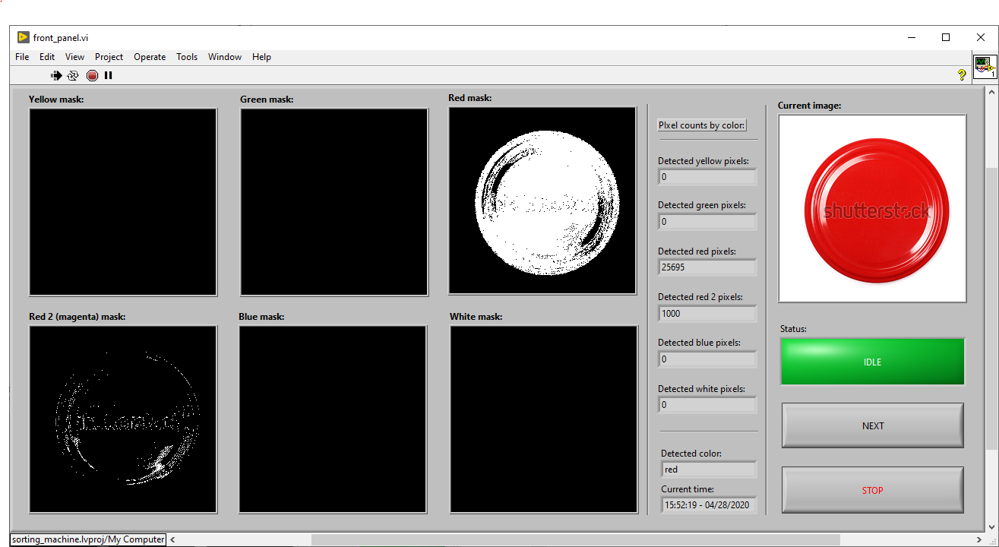 front_panel.vi
File Edit View Project Operate Tools Window Help
?
1
Yellow mask:
Green mask:
Red mask:
PIxel counts by color:
Current image:
Detected yellow pixels:
0
Detected green pixels:
0
Detected red pixels:
25695
shutterstock
Red 2 (magenta) mask:
Blue mask:
White mask:
Detected red 2 pixels:
1000
Detected blue pixels:
0
Detected white pixels:
0
Status:
IDLE
NEXT
STOP
Detected color:
red
Current time:
15:52:19 - 04/28/2020
sorting_machine.lvproj/My Computer